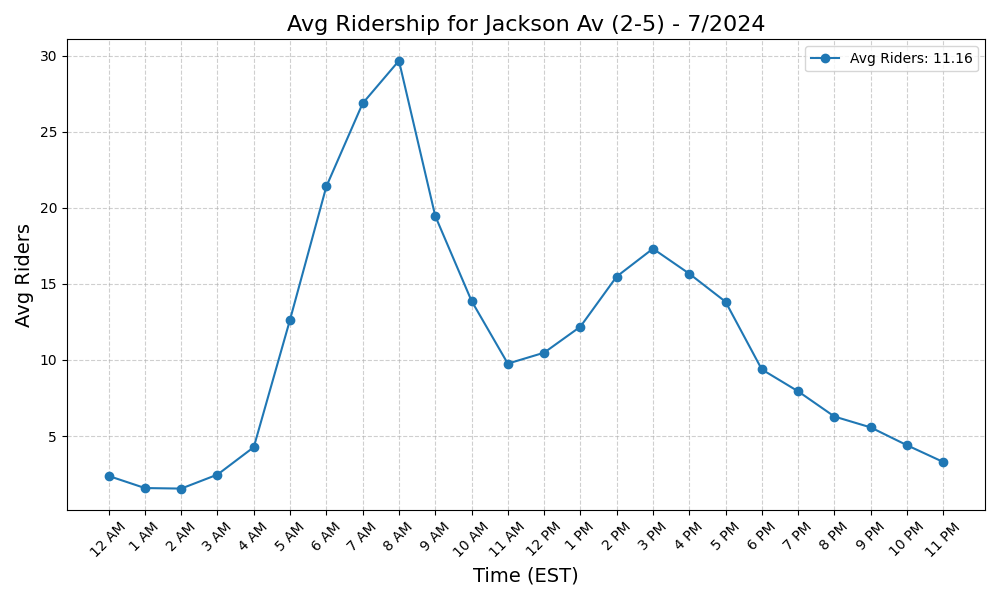 Avg Ridership for Jackson Av (2-5) - 7/2024
Avg Riders: 11.16
Avg Riders
30
25
20
15
10
5
12 AM
1 AM
2 AM
3 AM
4 AM
5 AM
6 AM
7 AM
8 AM
9 AM
10 AM
11 AM
12 PM
1 PM
2 PM
3 PM
4 PM
5 PM
6 PM
7 PM
8 PM
9 PM
10 PM
11 PM
Time (EST)